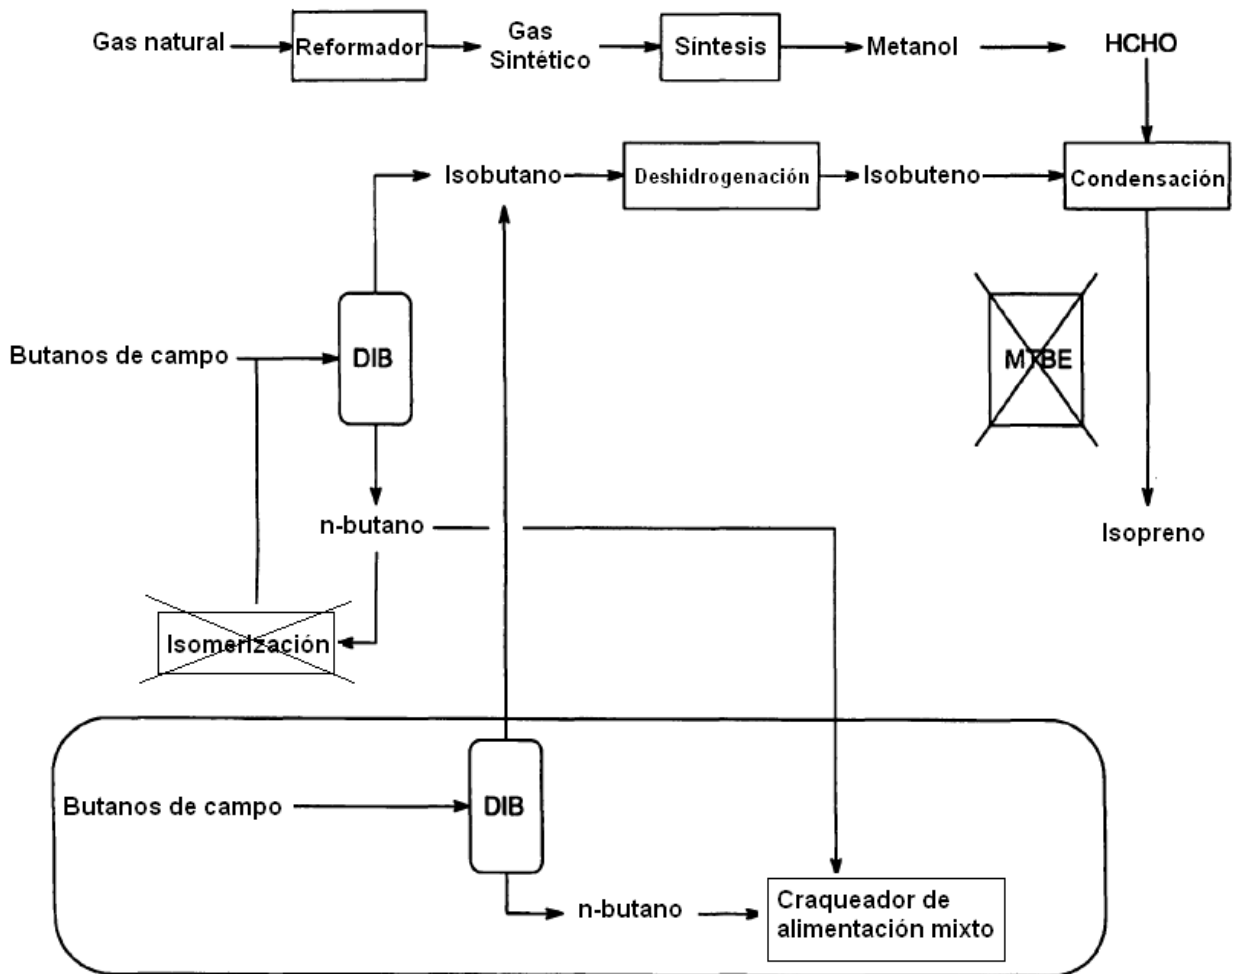 Gas natural
Reformador
Gas
Sintético
Síntesis
Metanol
HCHO
Isobutano
Deshidrogenación
Isobuteno
Condensación
Butanos de campo
DIB
MTBE
n-butano
Isopreno
Isomerización
Butanos de campo
DIB
n-butano
Craqueador de
alimentación mixto